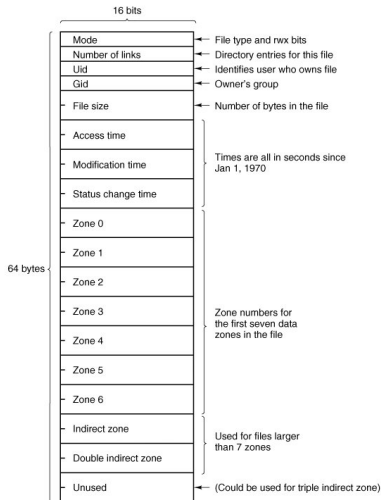 16 bits
Mode
File type and rwx bits
Number of links
Directory entries for this file
Uid
Identifies user who owns file
Gid
Owner's group
File size
Number of bytes in the file
Access time
Modification time
Status change time
Times are all in seconds since
Jan 1, 1970
64 bytes
Zone 0
Zone 1
Zone 2
Zone 3
Zone 4
Zone 5
Zone 6
Zone numbers for
the first seven data
zones in the file
Indirect zone
Double indirect zone
Used for files larger
than 7 zones
Unused
(Could be used for triple indirect zone)